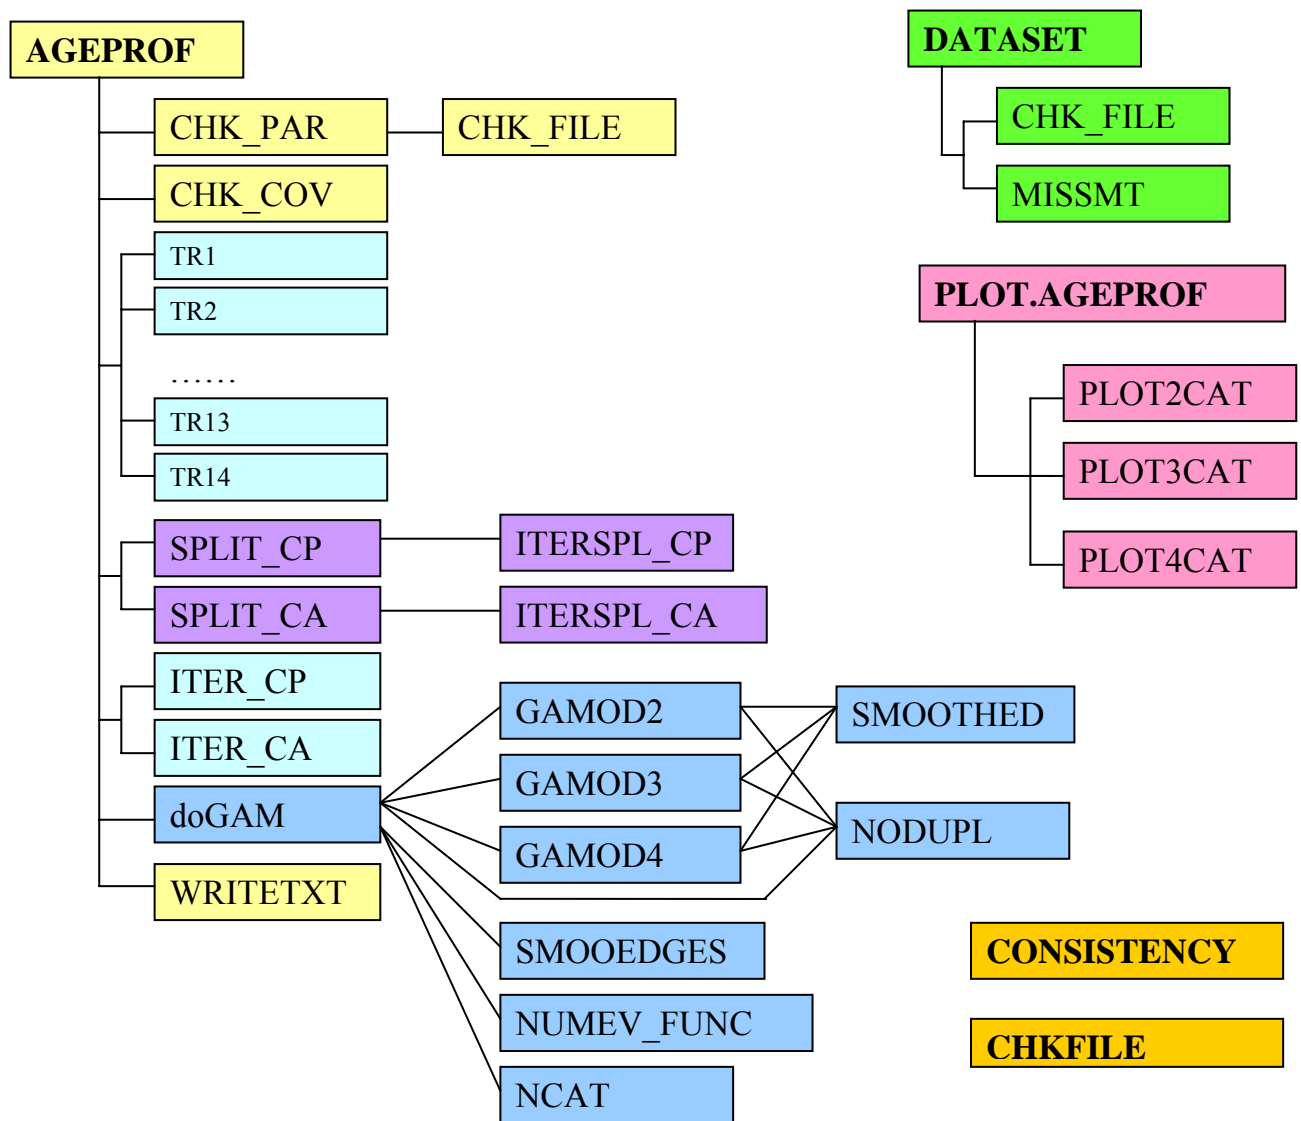 AGEPROF
CHK_PAR
CHK_FILE
CHK_COV
TR1
TR2
......
TR13
TR14
SPLIT_CP
ITERSPL_CP
SPLIT_CA
ITERSPL_CA
ITER_CP
ITER_CA
doGAM
WRITETXT
GAMOD2
GAMOD3
GAMOD4
SMOOEDGES
NUMEV_FUNC
NCAT
SMOOTHED
NODUPL
DATASET
CHK_FILE
MISSMT
PLOT.AGEPROF
PLOT2CAT
PLOT3CAT
PLOT4CAT
CONSISTENCY
CHKFILE